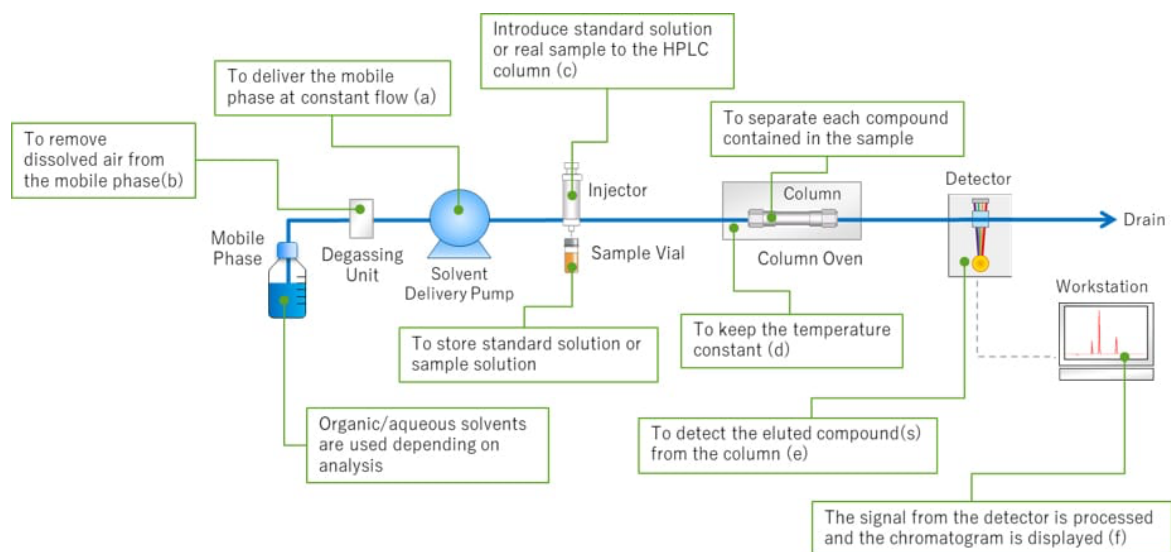 Introduce standard solution
or real sample to the HPLC
column (c)
To deliver the mobile
phase at constant flow (a)
To separate each compound
contained in the sample
To remove
dissolved air from
the mobile phase(b)
Injector
Column
Detector
Drain
Mobile
Phase
Degassing
Unit
Solvent
Delivery Pump
Sample Vial
Column Oven
Workstation
To store standard solution or
sample solution
To keep the temperature
constant (d)
Organic/aqueous solvents
are used depending on
analysis
To detect the eluted compound(s)
from the column (e)
The signal from the detector is processed
and the chromatogram is displayed (f)